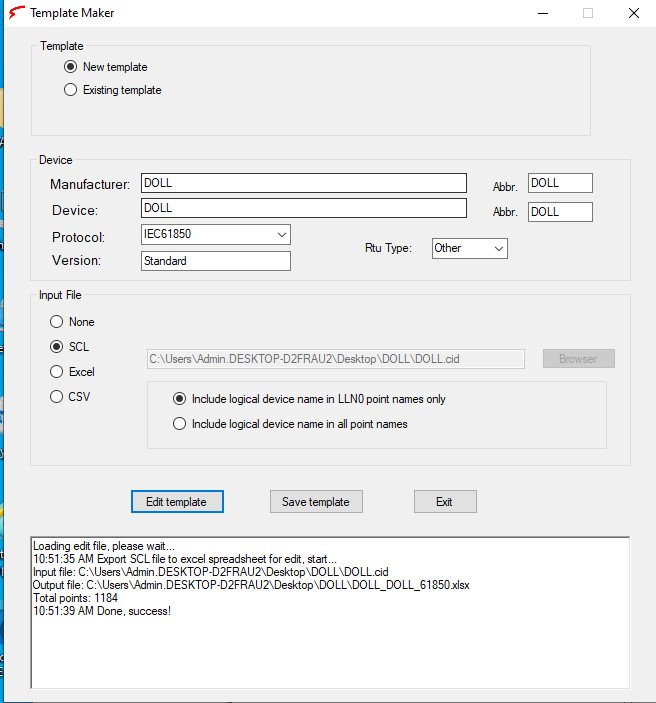 Template Maker
Template
New template
Existing template
Device
Manufacturer: DOLL Abbr. DOLL
Device: DOLL Abbr. DOLL
Protocol: IEC61850 Rtu Type: Other
Version: Standard
Input File
None
SCL
C:\Users\Admin.DESKTOP-D2FRAU2\Desktop\DOLL\DOLL.cid Browser
Excel
CSV
Include logical device name in LLN0 point names only
Include logical device name in all point names
Edit template Save template Exit
Loading edit file, please wait...
10:51:35 AM Export SCL file to excel spreadsheet for edit, start...
Input file: C:\Users\Admin.DESKTOP-D2FRAU2\Desktop\DOLL\DOLL.cid
Output file: C:\Users\Admin.DESKTOP-D2FRAU2\Desktop\DOLL\DOLL_DOLL_61850.xlsx
Total points: 1184
10:51:39 AM Done, success!